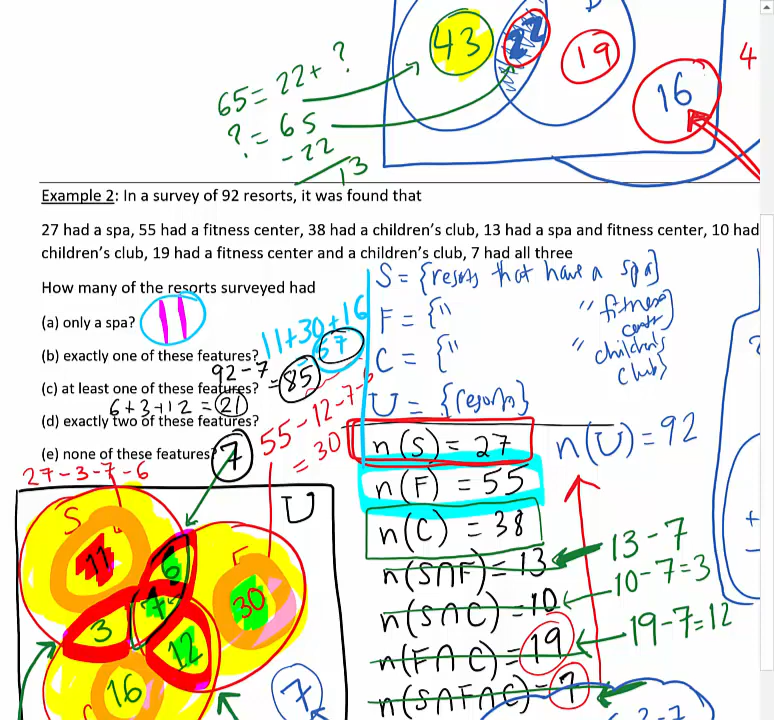 43 22 19
16
4
65 = 22 + ?
? = 65
- 22
13
Example 2: In a survey of 92 resorts, it was found that
27 had a spa, 55 had a fitness center, 38 had a children's club, 13 had a spa and fitness center, 10 had
children's club, 19 had a fitness center and a children's club, 7 had all three
S = {resorts that have a spa}
How many of the resorts surveyed had
F = {" " fitness center}
(a) only a spa? 11
11+30+16
(b) exactly one of these features? = 57
C = {" " children's club}
92-7 = 85
(c) at least one of these features?
6+3+12 = 21
U = {resorts}
(d) exactly two of these features?
55-12-7-6
= 30
(e) none of these features? 7
n(S) = 27
n(U) = 92
27-3-7-6
n(F) = 55
S U
n(C) = 38
F
11 6 30
n(S∩F) = 13
13-7
7
n(S∩C) = 10
10-7=3
3 12
n(F∩C) = 19
19-7=12
16 7
n(S∩F∩C) = 7